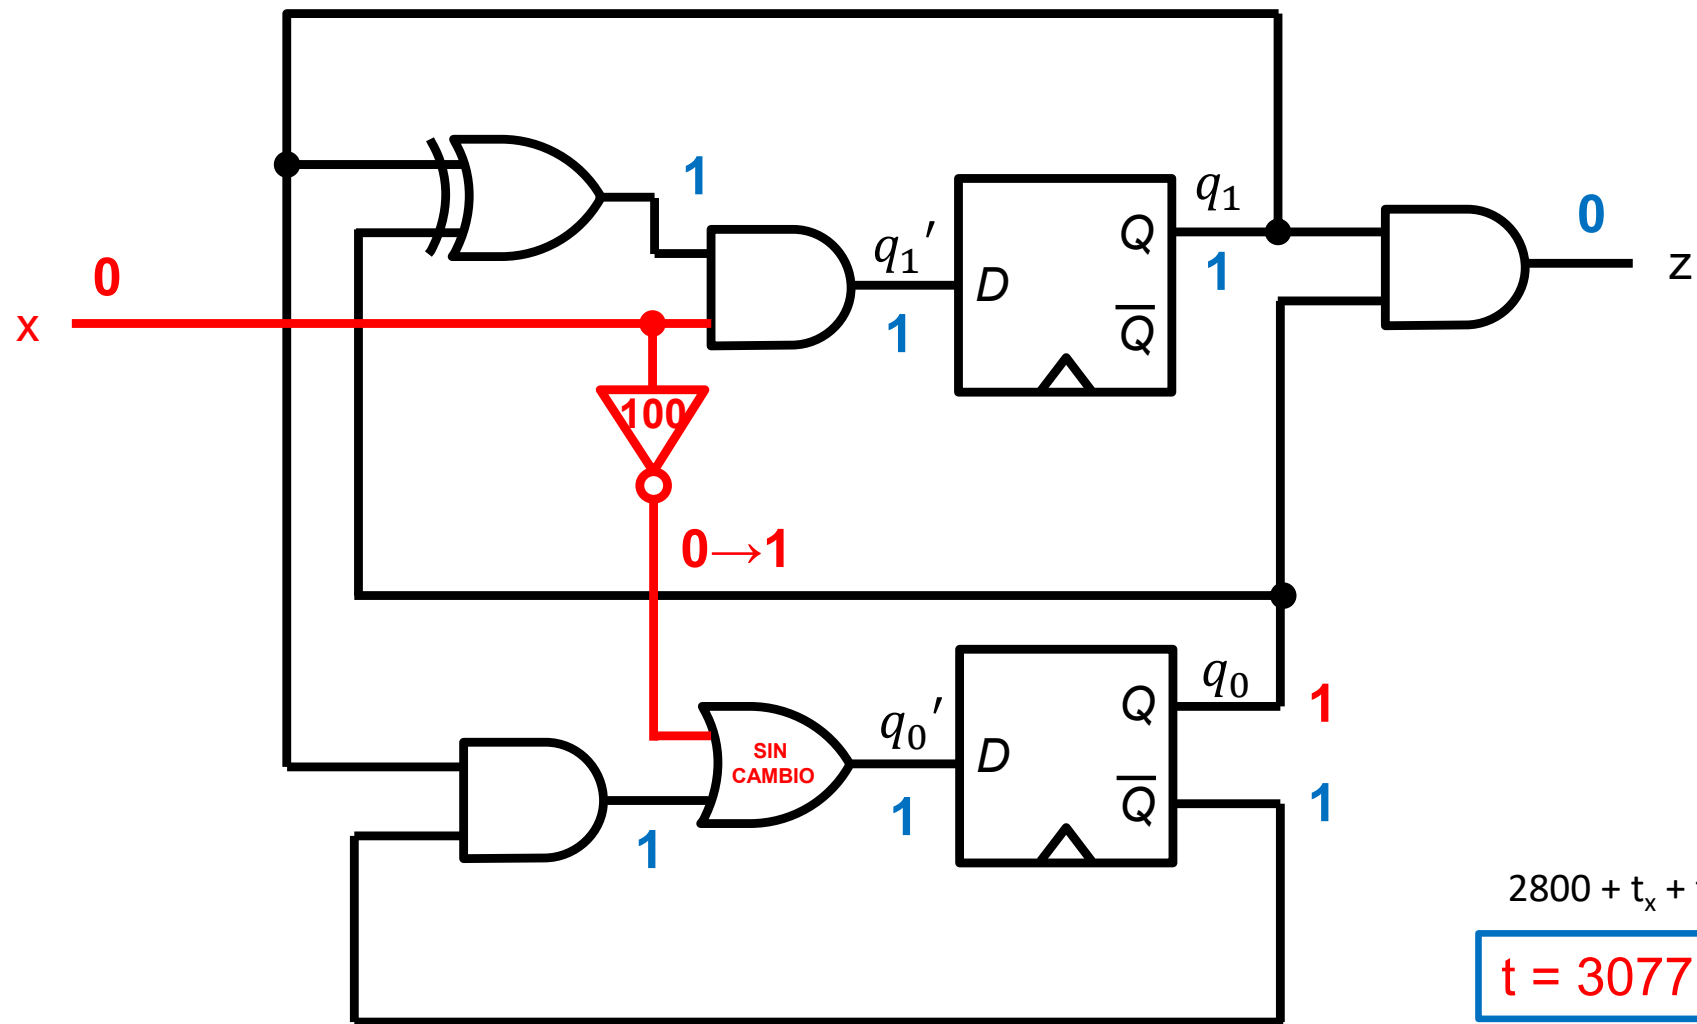 0
x
1
q₁′
1
D
Q
Q̅
q₁
1
0
z
100
0→1
1
SIN
CAMBIO
q₀′
1
D
Q
Q̅
q₀
1
1
2800 + tₓ +
t = 3077